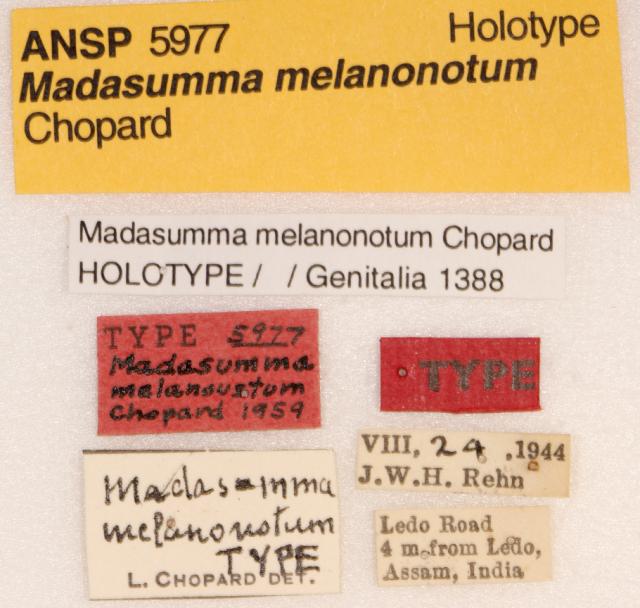 ANSP 5977 Holotype
Madasumma melanonotum
Chopard
Madasumma melanonotum Chopard
HOLOTYPE / / Genitalia 1388
TYPE 5977
Madasumma
melanoustum
Chopard 1959
TYPE
Madasumma
melanonotum
TYPE
L. CHOPARD DET.
VIII, 24, .1944
J.W.H. Rehn
Ledo Road
4 m.from Ledo,
Assam, India